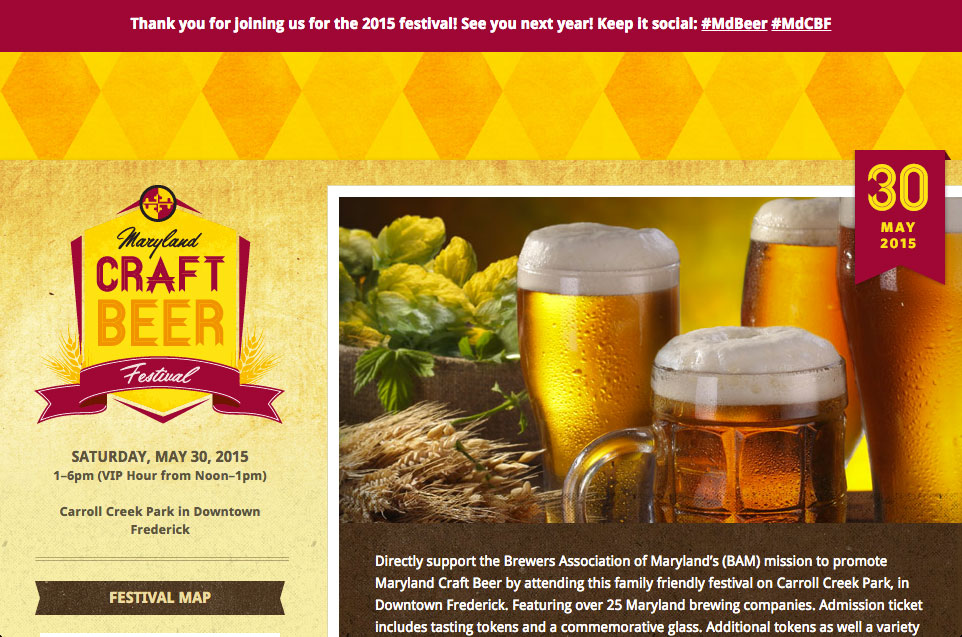 Thank you for joining us for the 2015 festival! See you next year! Keep it social: #MdBeer #MdCBF
30
MAY
2015
Maryland
CRAFT
BEER
Festival
SATURDAY, MAY 30, 2015
1–6pm (VIP Hour from Noon–1pm)
Carroll Creek Park in Downtown
Frederick
FESTIVAL MAP
Directly support the Brewers Association of Maryland's (BAM) mission to promote
Maryland Craft Beer by attending this family friendly festival on Carroll Creek Park, in
Downtown Frederick. Featuring over 25 Maryland brewing companies. Admission ticket
includes tasting tokens and a commemorative glass. Additional tokens as well a variety